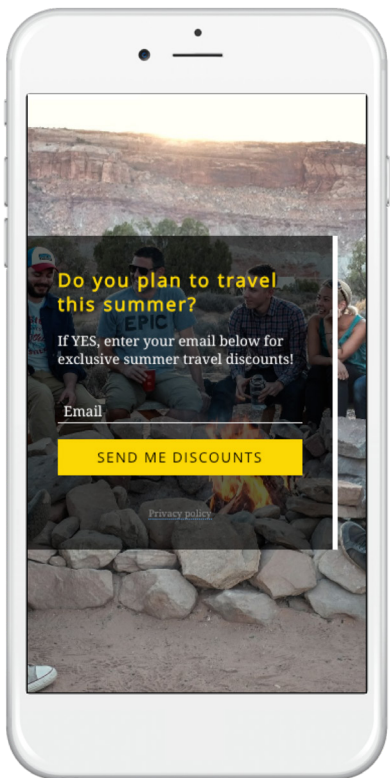 EPIC
Do you plan to travel
this summer?
If YES, enter your email below for
exclusive summer travel discounts!
Email
SEND ME DISCOUNTS
Privacy policy